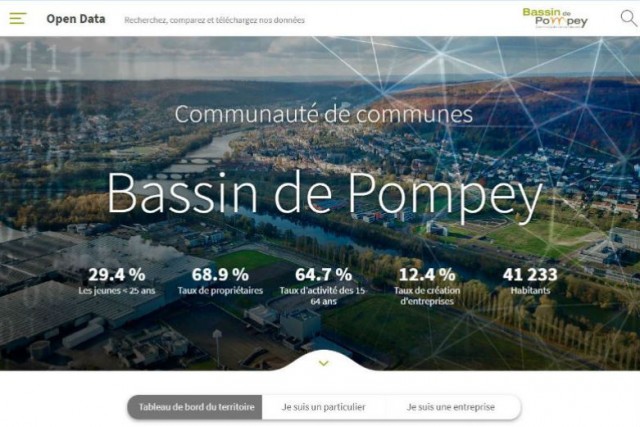 Open Data
Recherchez, comparez et téléchargez nos données
Bassin de
Pompey
Communauté de communes
Bassin de Pompey
29.4 %
Les jeunes < 25 ans
68.9 %
Taux de propriétaires
64.7 %
Taux d'activité des 15-
64 ans
12.4 %
Taux de création
d'entreprises
41 233
Habitants
Tableau de bord du territoire
Je suis un particulier
Je suis une entreprise